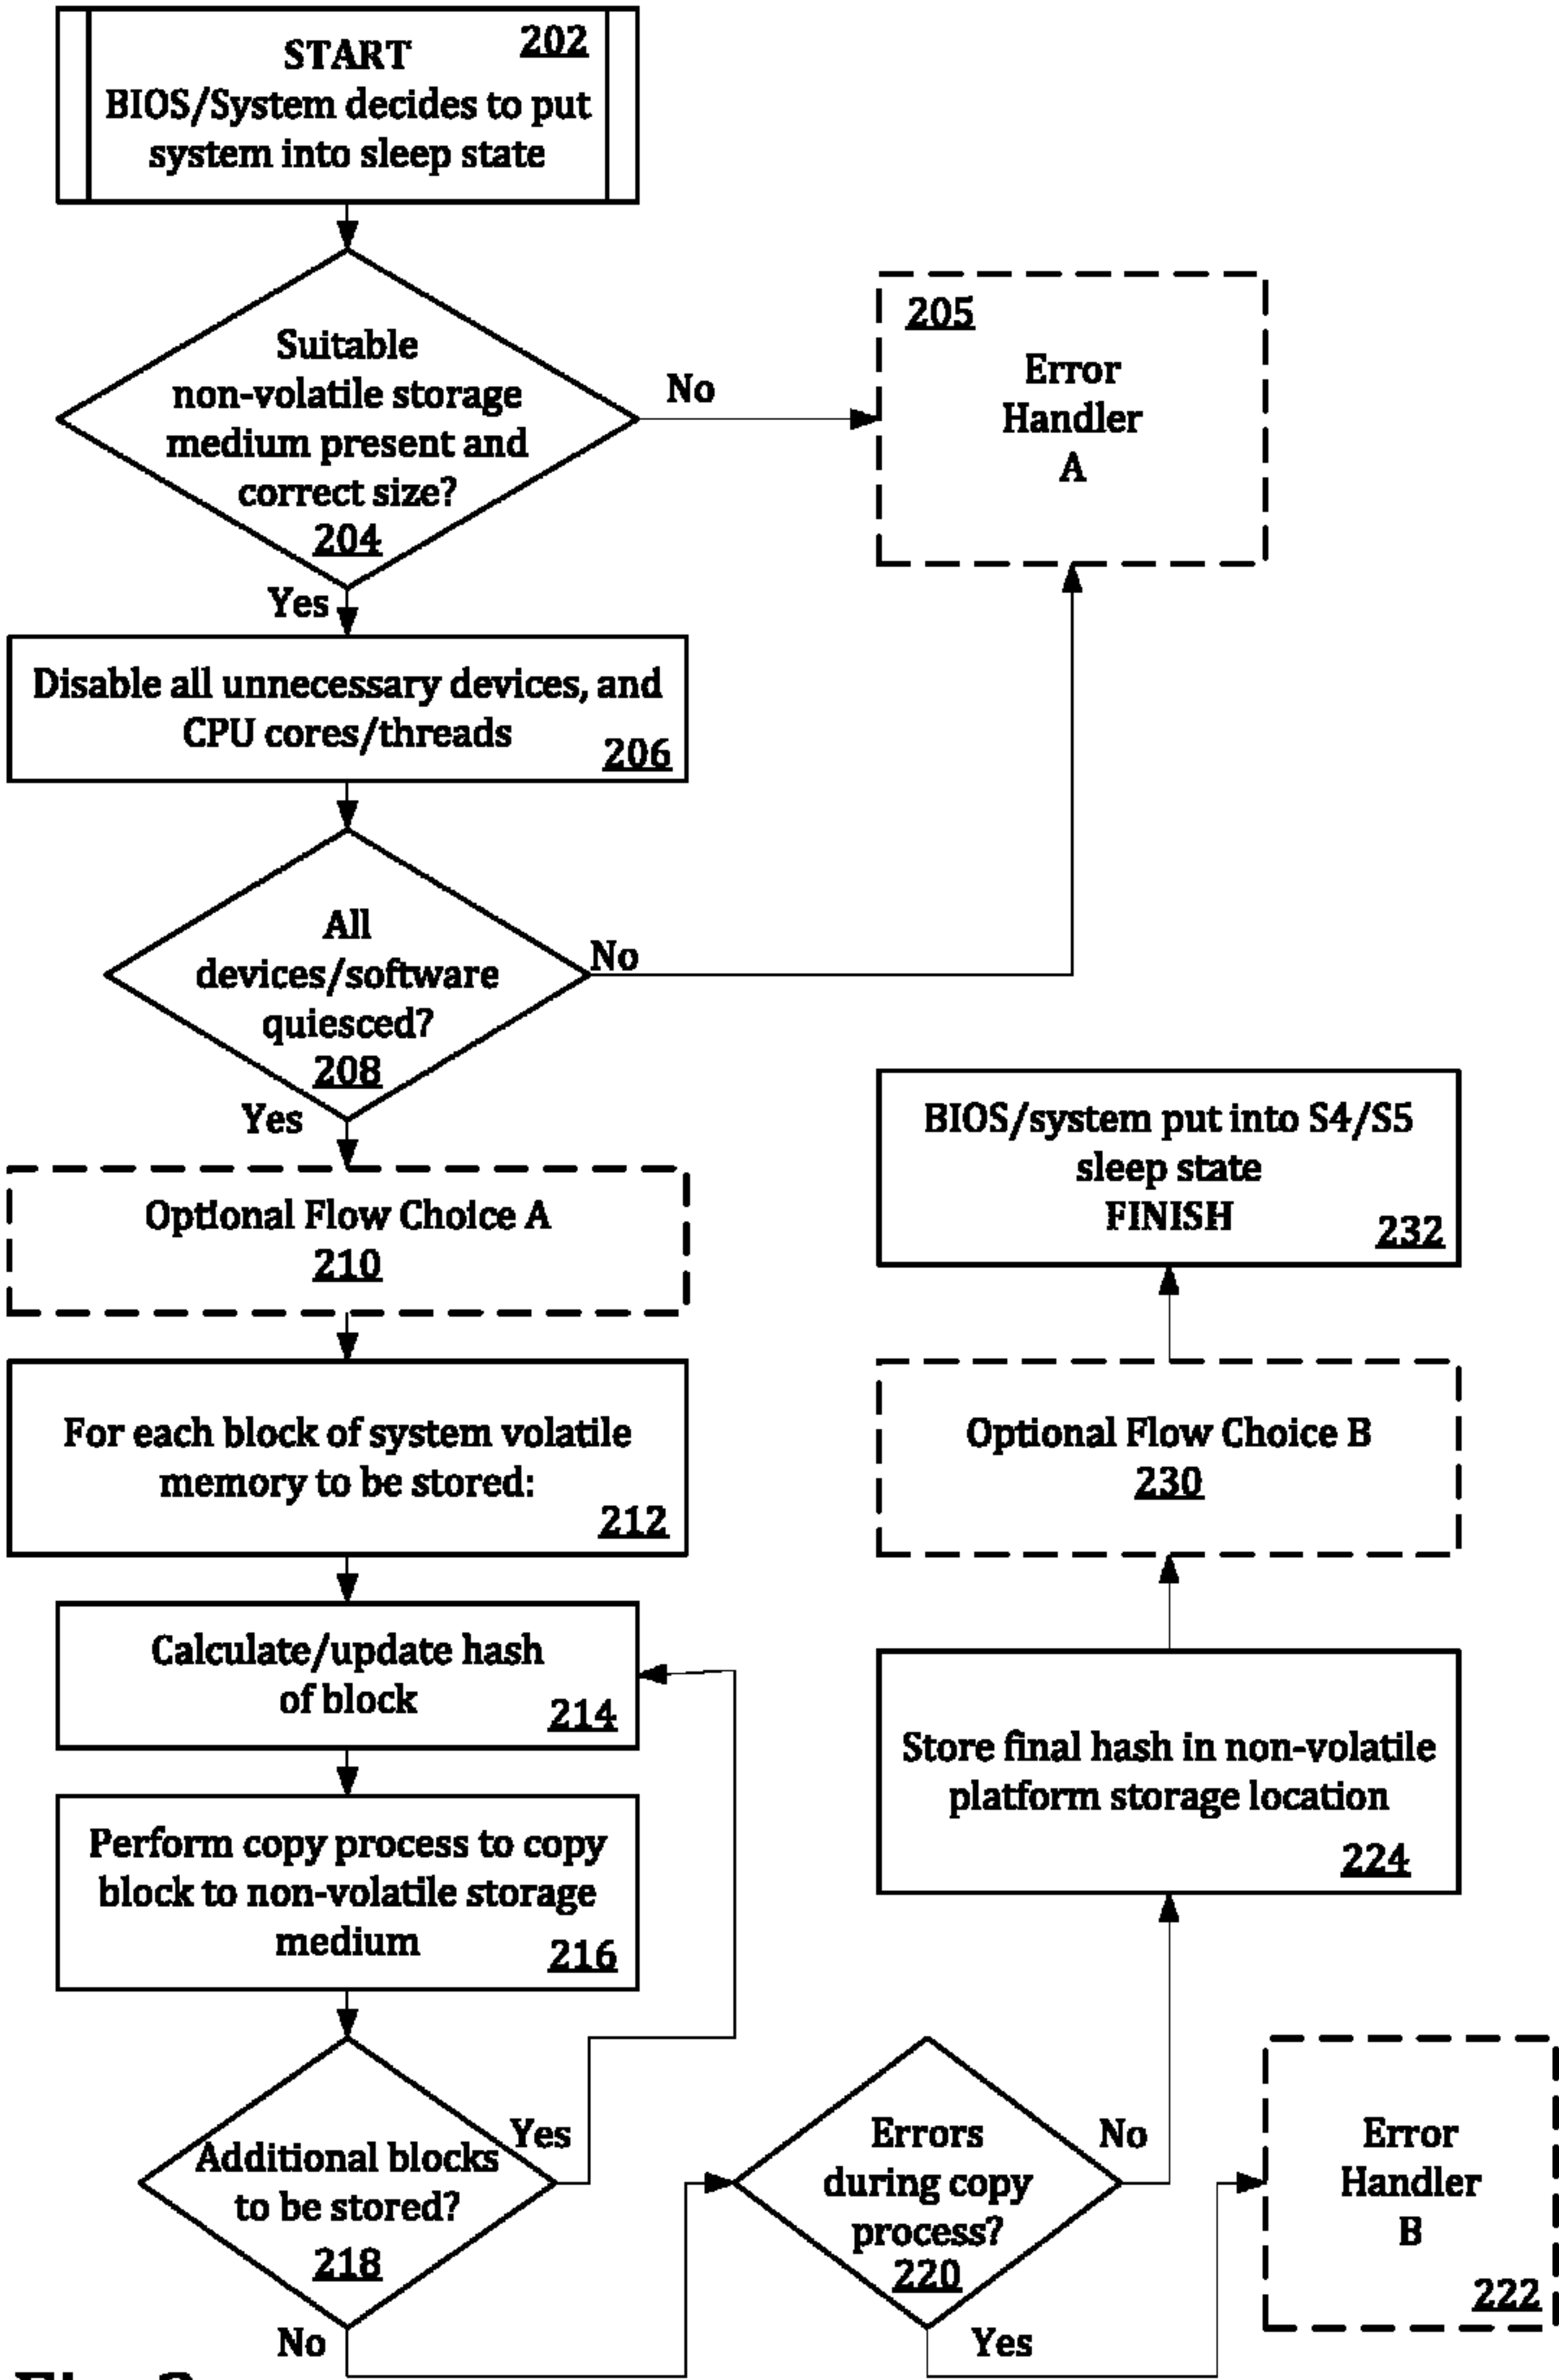 START
202
BIOS/System decides to put
system into sleep state
Suitable
non-volatile storage
medium present and
correct size?
204
No
205
Error
Handler
A
Yes
Disable all unnecessary devices, and
CPU cores/threads
206
All
devices/software
quiesced?
208
No
Yes
Optional Flow Choice A
210
For each block of system volatile
memory to be stored:
212
Calculate/update hash
of block
214
Perform copy process to copy
block to non-volatile storage
medium
216
Additional blocks
to be stored?
218
Yes
No
Errors
during copy
process?
220
No
Yes
Error
Handler
B
222
Store final hash in non-volatile
platform storage location
224
Optional Flow Choice B
230
BIOS/system put into S4/S5
sleep state
FINISH
232